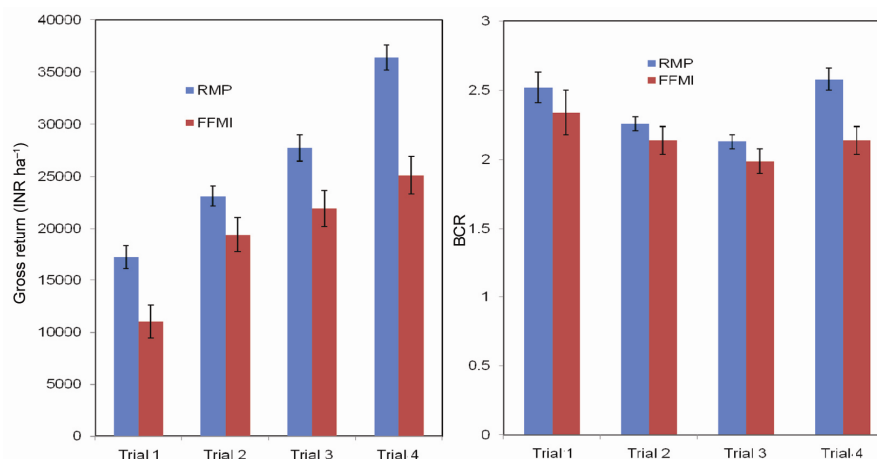 Gross return (INR ha⁻¹)
40000
35000
30000
25000
20000
15000
10000
5000
0
RMP
FFMI
Trial 1 Trial 2 Trial 3 Trial 4
BCR
3
2.5
2
1.5
1
0.5
0
RMP
FFMI
Trial 1 Trial 2 Trial 3 Trial 4